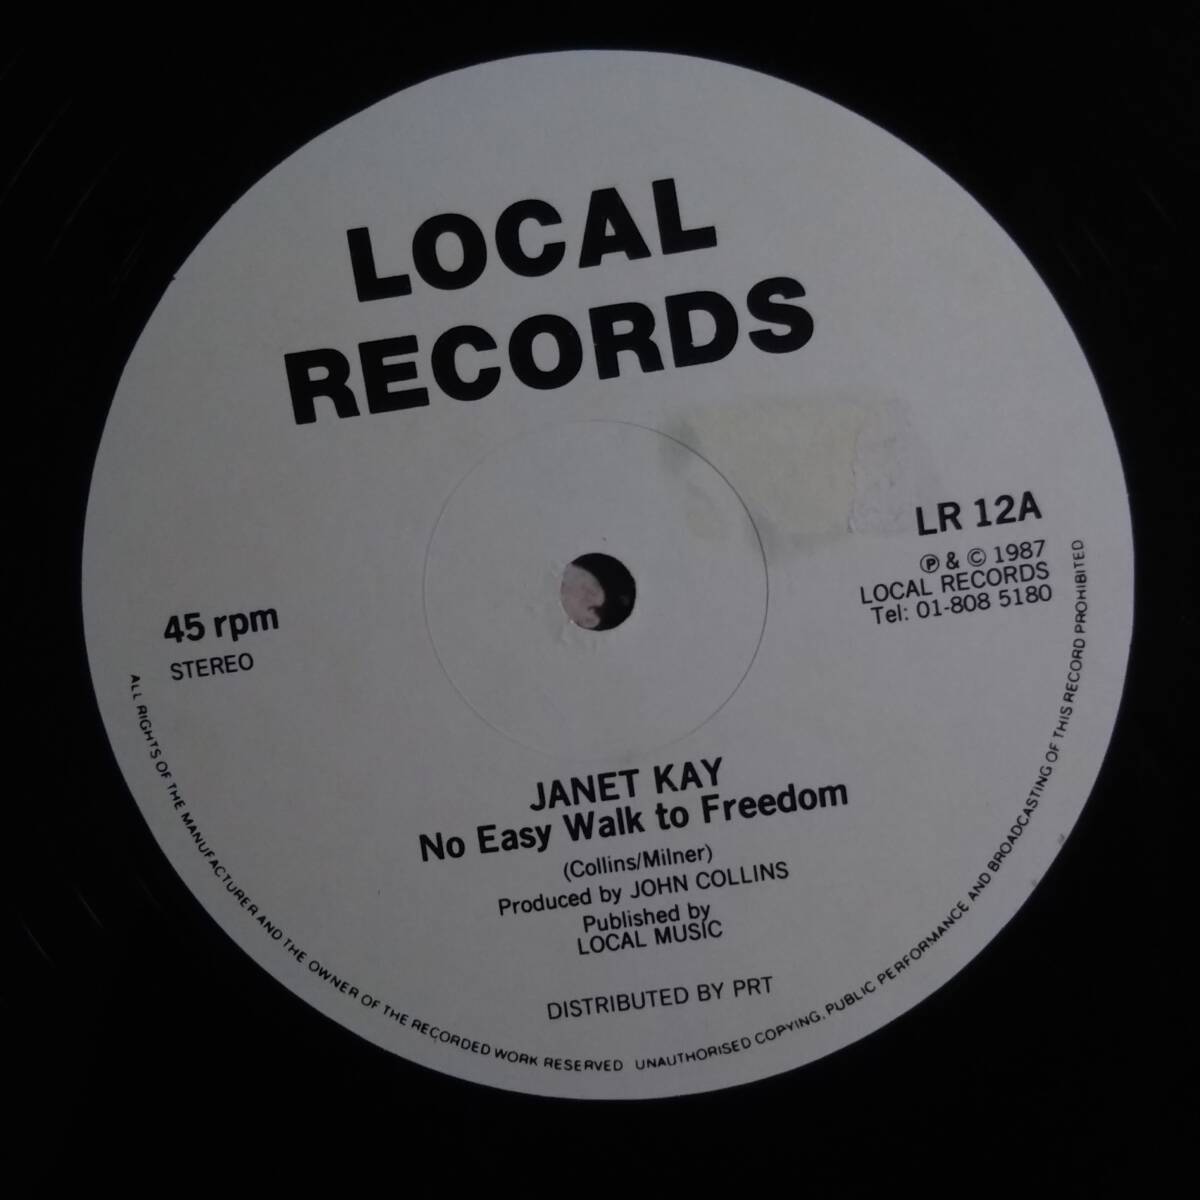 LOCAL
RECORDS
LR 12A
℗ & © 1987
LOCAL RECORDS
Tel: 01-808 5180
45 rpm
STEREO
JANET KAY
No Easy Walk to Freedom
(Collins/Milner)
Produced by JOHN COLLINS
Published by
LOCAL MUSIC
DISTRIBUTED BY PRT
ALL RIGHTS OF THE MANUFACTURER AND THE OWNER OF THE RECORDED WORK RESERVED UNAUTHORISED COPYING, PUBLIC PERFORMANCE AND BROADCASTING OF THIS RECORD PROHIBITED